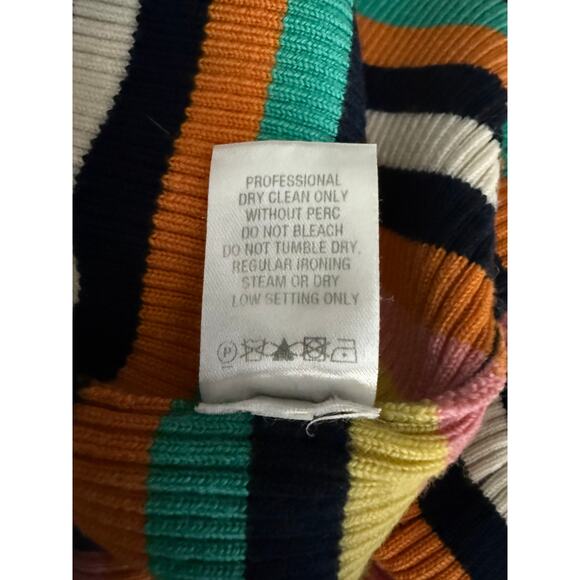 PROFESSIONAL
DRY CLEAN ONLY
WITHOUT PERC
DO NOT BLEACH
DO NOT TUMBLE DRY.
REGULAR IRONING
STEAM OR DRY
LOW SETTING ONLY
P